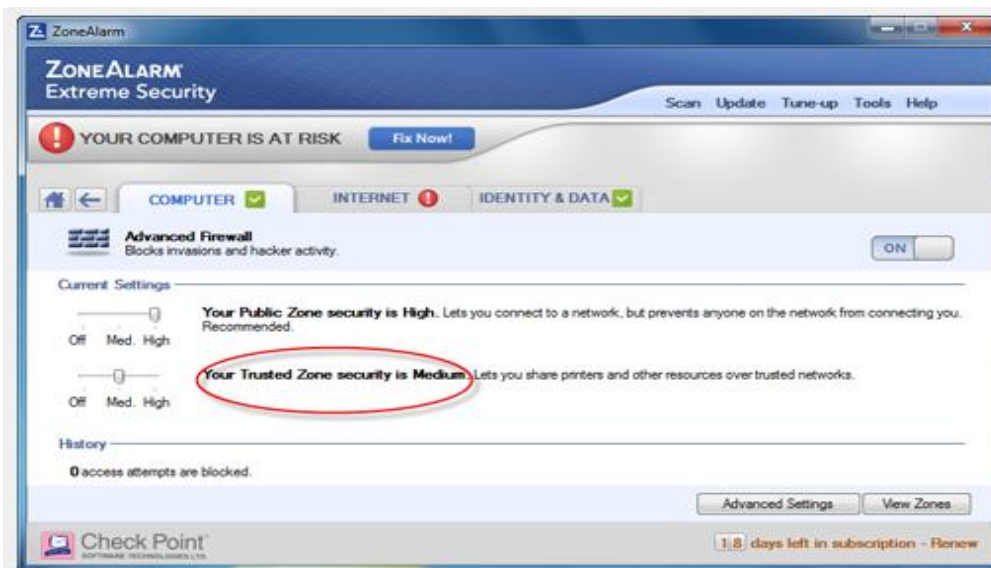 ZoneAlarm
ZONEALARM
Extreme Security
Scan Update Tune-up Tools Help
YOUR COMPUTER IS AT RISK Fix Now!
COMPUTER INTERNET IDENTITY & DATA
Advanced Firewall
Blocks invasions and hacker activity.
ON
Current Settings
Your Public Zone security is High. Lets you connect to a network, but prevents anyone on the network from connecting you.
Recommended.
Off Med. High
Your Trusted Zone security is Medium. Lets you share printers and other resources over trusted networks.
Off Med. High
History
0 access attempts are blocked.
Advanced Settings View Zones
Check Point
SOFTWARE TECHNOLOGIES LTD.
18 days left in subscription - Renew